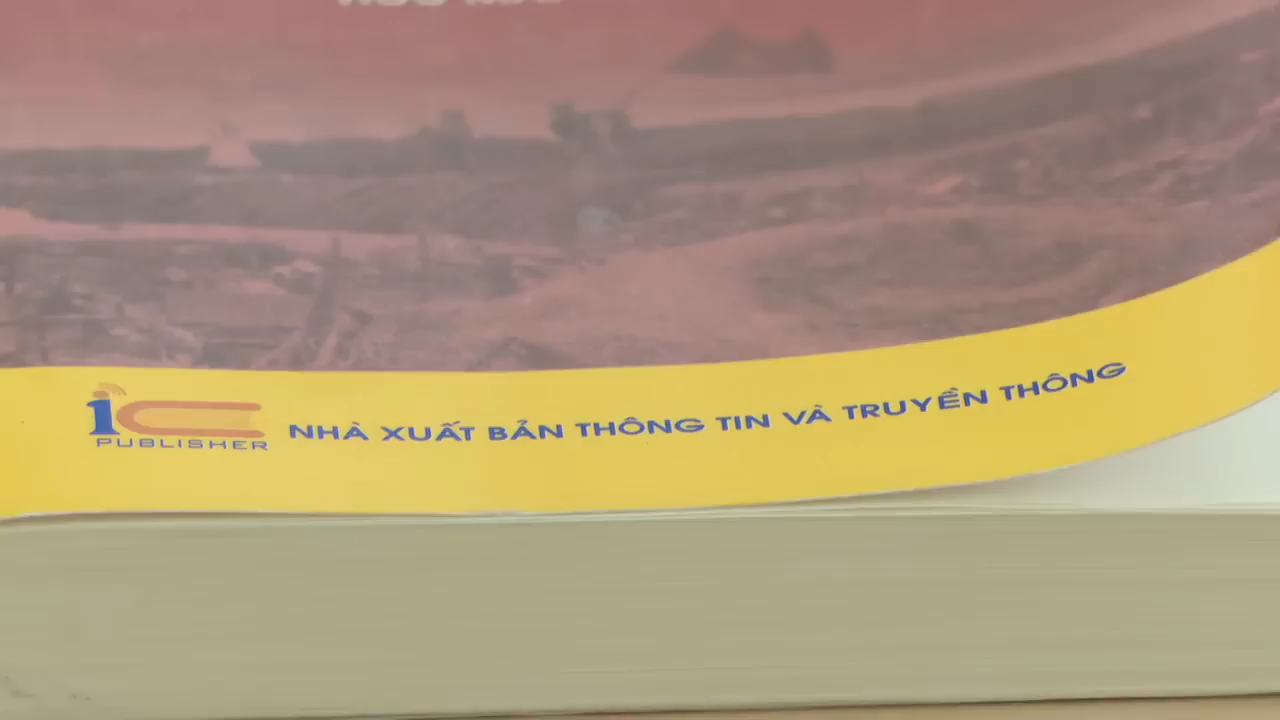 iC
PUBLISHER
NHÀ XUẤT BẢN THÔNG TIN VÀ TRUYỀN THÔNG